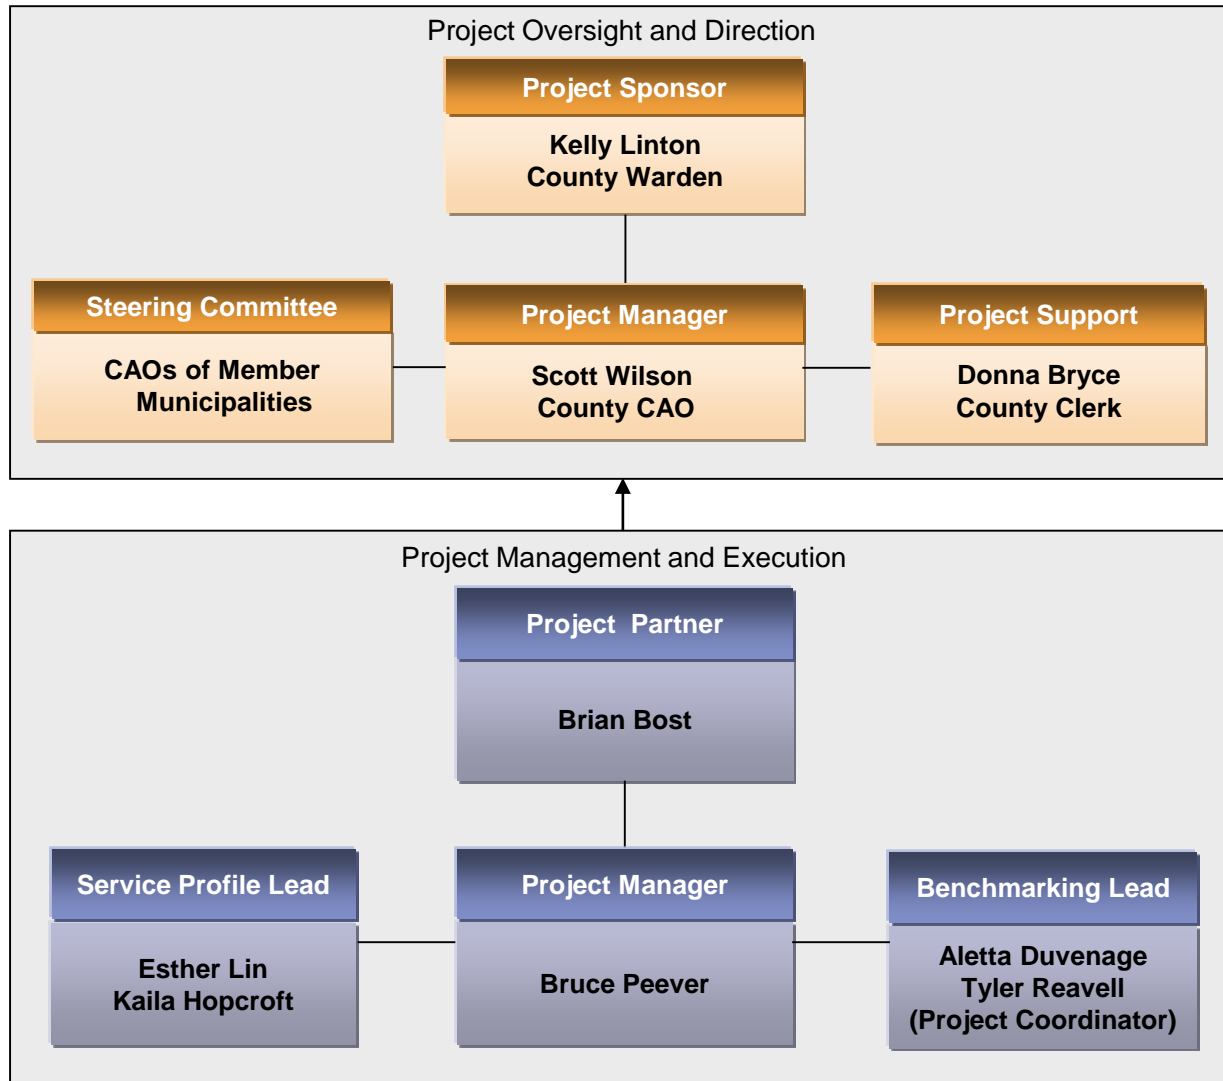 Project Oversight and Direction
Project Sponsor
Kelly Linton
County Warden
Steering Committee
CAOs of Member
Municipalities
Project Manager
Scott Wilson
County CAO
Project Support
Donna Bryce
County Clerk
Project Management and Execution
Project Partner
Brian Bost
Service Profile Lead
Esther Lin
Kaila Hopcroft
Project Manager
Bruce Peever
Benchmarking Lead
Aletta Duvenage
Tyler Reavell
(Project Coordinator)